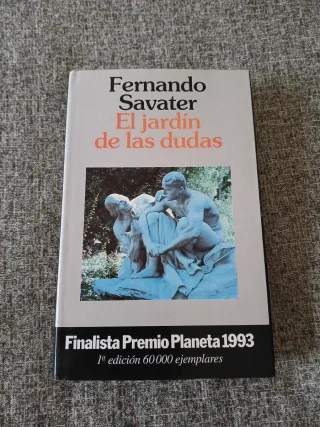 Fernando
Savater
El jardín
de las dudas
Finalista Premio Planeta 1993
1ª edición 60 000 ejemplares